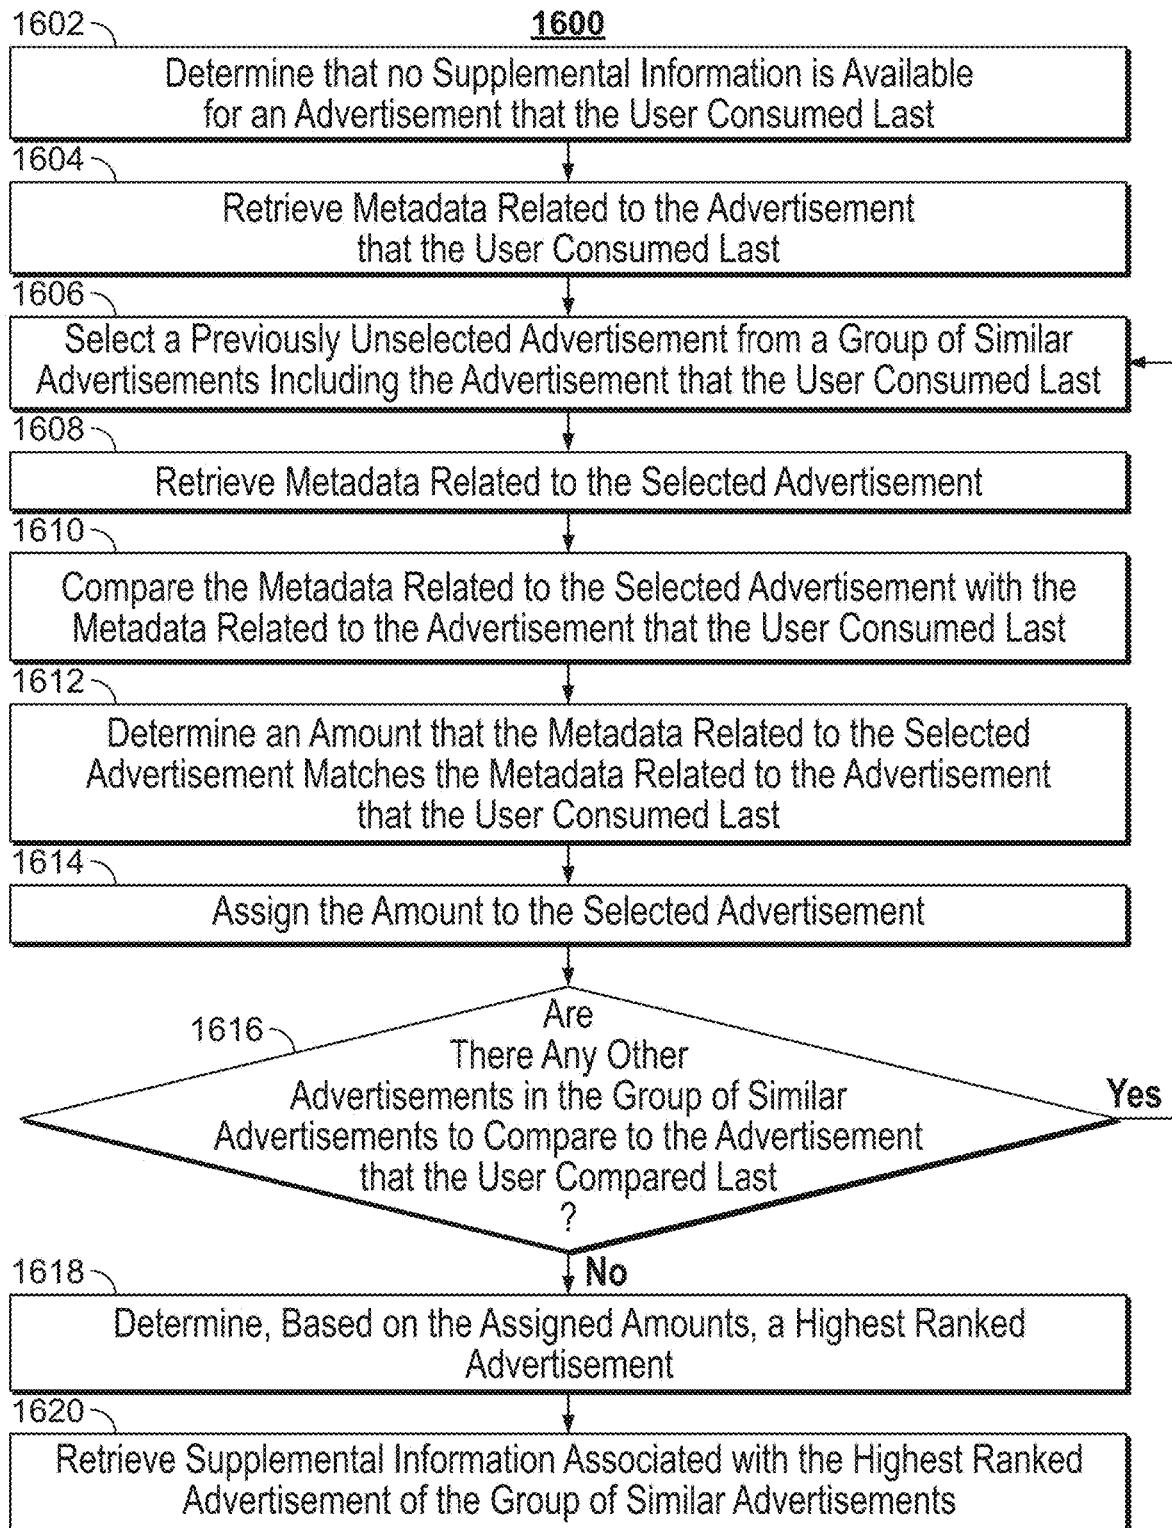 1600
1602
Determine that no Supplemental Information is Available
for an Advertisement that the User Consumed Last
1604
Retrieve Metadata Related to the Advertisement
that the User Consumed Last
1606
Select a Previously Unselected Advertisement from a Group of Similar
Advertisements Including the Advertisement that the User Consumed Last
1608
Retrieve Metadata Related to the Selected Advertisement
1610
Compare the Metadata Related to the Selected Advertisement with the
Metadata Related to the Advertisement that the User Consumed Last
1612
Determine an Amount that the Metadata Related to the Selected
Advertisement Matches the Metadata Related to the Advertisement
that the User Consumed Last
1614
Assign the Amount to the Selected Advertisement
1616
Are
There Any Other
Advertisements in the Group of Similar
Advertisements to Compare to the Advertisement
that the User Compared Last
?
Yes
No
1618
Determine, Based on the Assigned Amounts, a Highest Ranked
Advertisement
1620
Retrieve Supplemental Information Associated with the Highest Ranked
Advertisement of the Group of Similar Advertisements